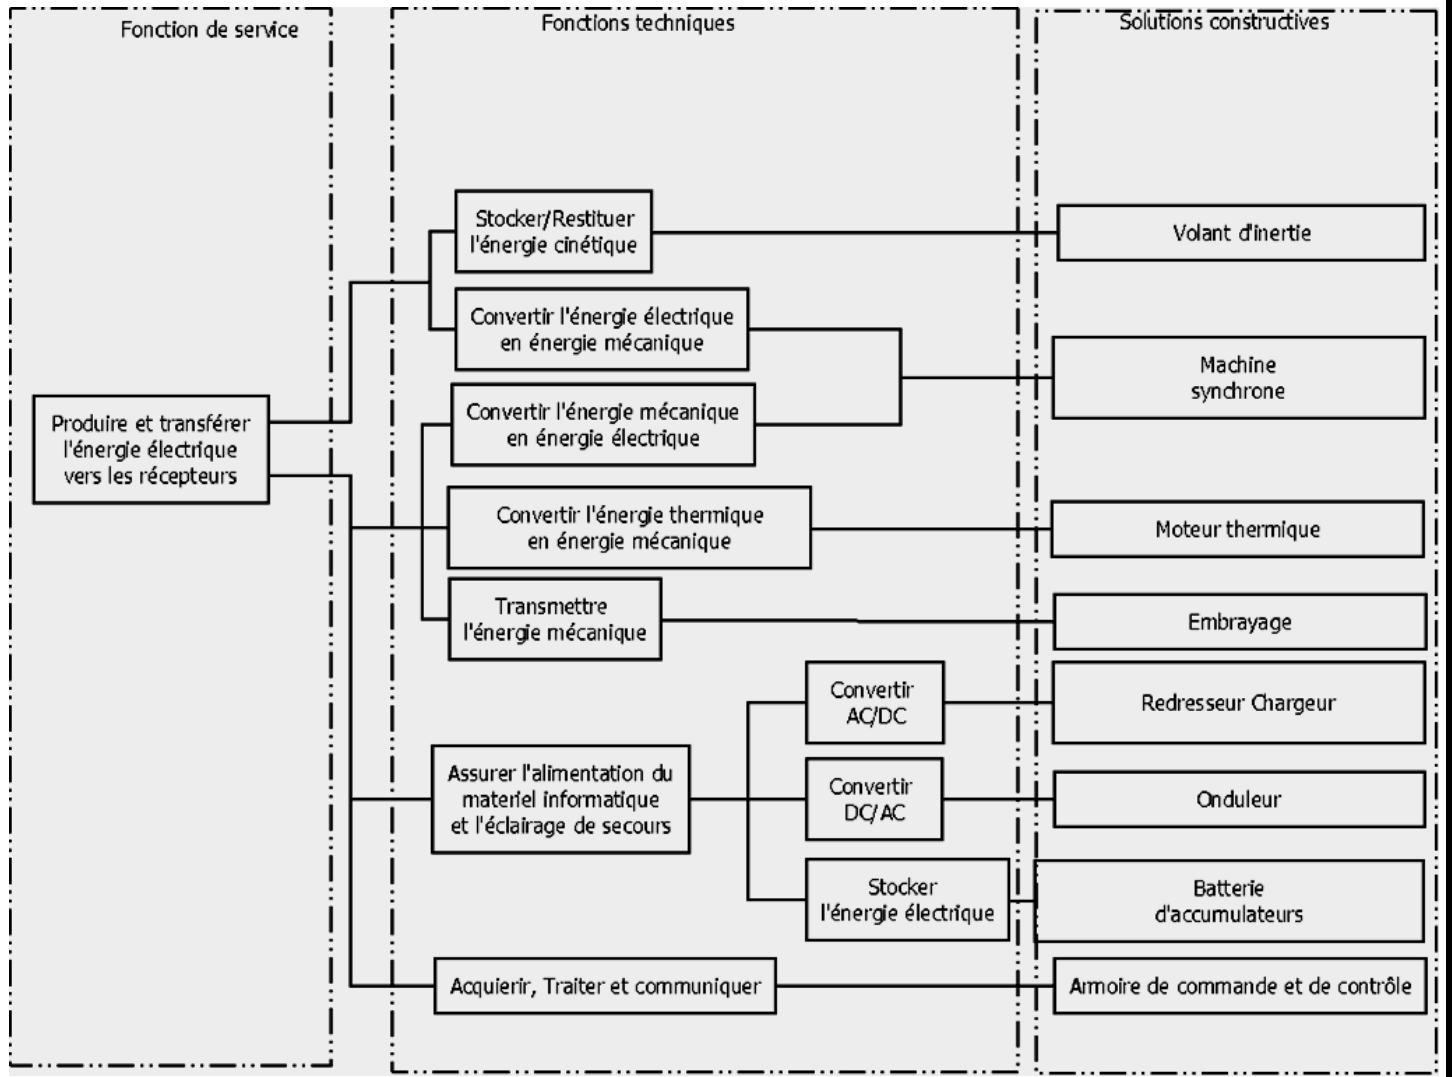 Fonction de service
Fonctions techniques
Solutions constructives
Stocker/Restituer
l'énergie cinétique
Volant d'inertie
Convertir l'énergie électrique
en énergie mécanique
Machine
synchrone
Produire et transférer
l'énergie électrique
vers les récepteurs
Convertir l'énergie mécanique
en énergie électrique
Convertir l'énergie thermique
en énergie mécanique
Moteur thermique
Transmettre
l'énergie mécanique
Embrayage
Convertir
AC/DC
Redresseur Chargeur
Assurer l'alimentation du
materiel informatique
et l'éclairage de secours
Convertir
DC/AC
Onduleur
Stocker
l'énergie électrique
Batterie
d'accumulateurs
Acquierir, Traiter et communiquer
Armoire de commande et de contrôle